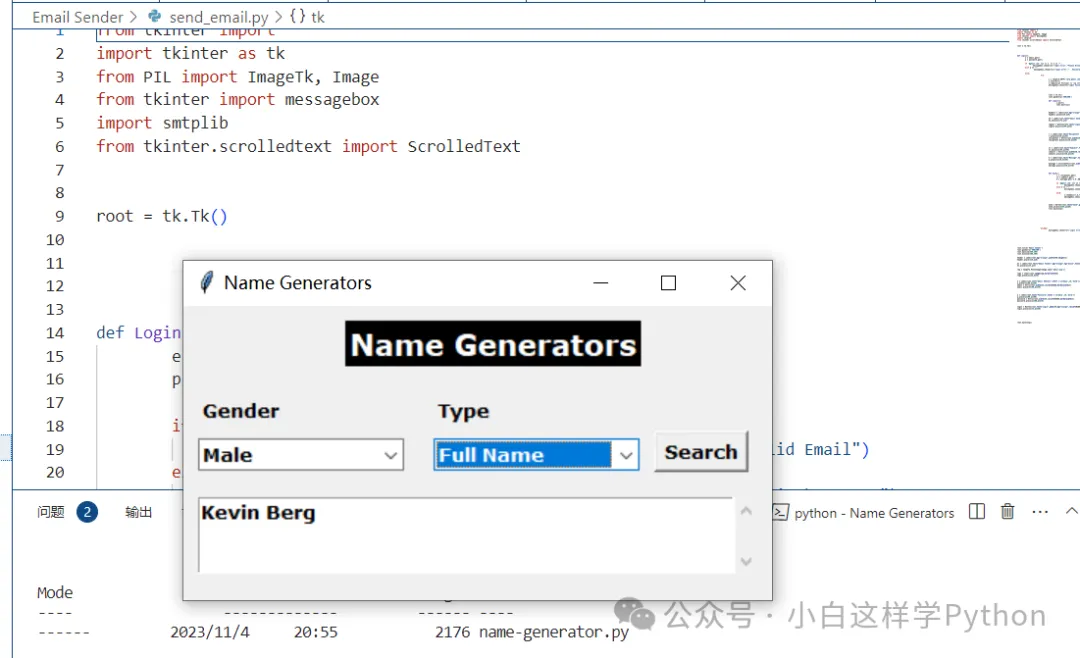 Email Sender > send_email.py > {} tk
1 from tkinter import
2 import tkinter as tk
3 from PIL import ImageTk, Image
4 from tkinter import messagebox
5 import smtplib
6 from tkinter.scrolledtext import ScrolledText
7
8
9 root = tk.Tk()
10
11
12
13
14 def Login
15 e
16 p
17
18 i
19 lid Email")
20 e
Name Generators
Name Generators
Gender Type
Male Full Name Search
Kevin Berg
问题 2 输出 python - Name Generators
Mode
---- ------------- ------ ----
------ 2023/11/4 20:55 2176 name-generator.py
公众号 · 小白这样学Python